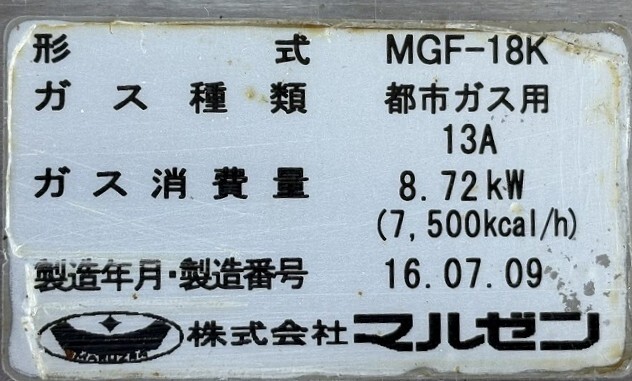 形式 MGF-18K
ガス種類 都市ガス用
13A
ガス消費量 8.72kW
(7,500kcal/h)
製造年月・製造番号 16.07.09
MARUZEN 株式会社マルゼン